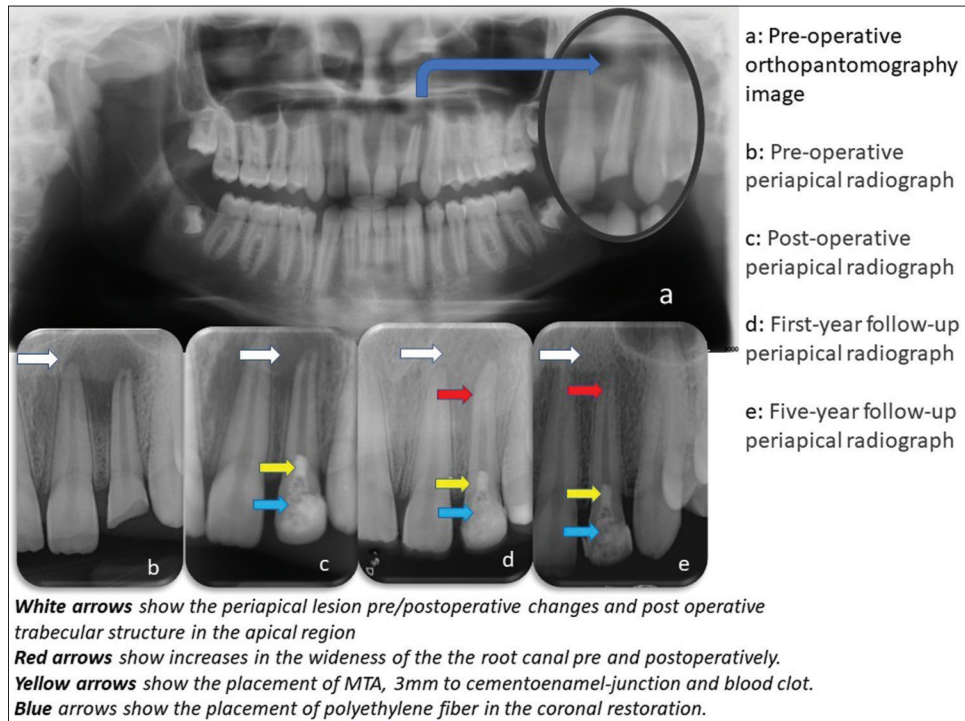 a: Pre-operative
orthopantomography
image
b: Pre-operative
periapical radiograph
c: Post-operative
periapical radiograph
d: First-year follow-up
periapical radiograph
e: Five-year follow-up
periapical radiograph
a
b
c
d
e
White arrows show the periapical lesion pre/postoperative changes and post operative
trabecular structure in the apical region
Red arrows show increases in the wideness of the the root canal pre and postoperatively.
Yellow arrows show the placement of MTA, 3mm to cementoenamel-junction and blood clot.
Blue arrows show the placement of polyethylene fiber in the coronal restoration.